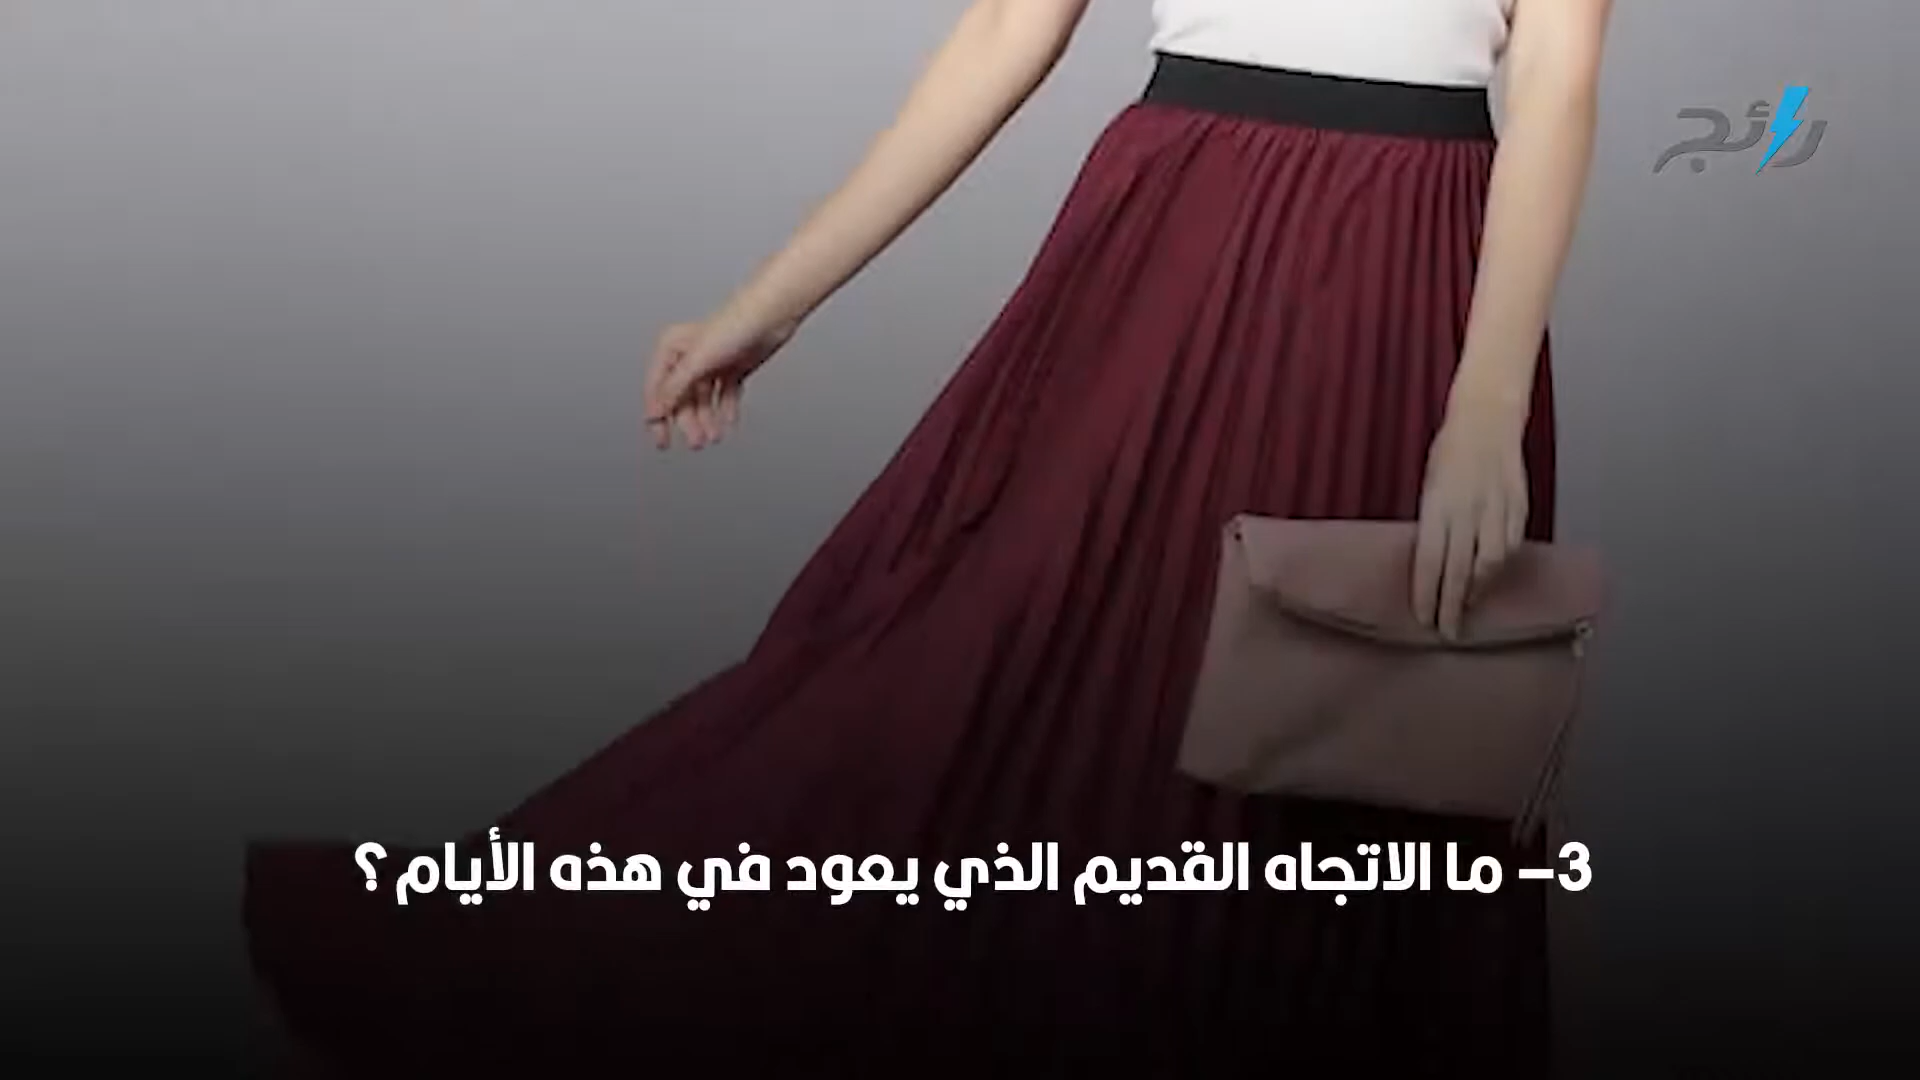 رائج
3- ما الاتجاه القديم الذي يعود في هذه الأيام ؟